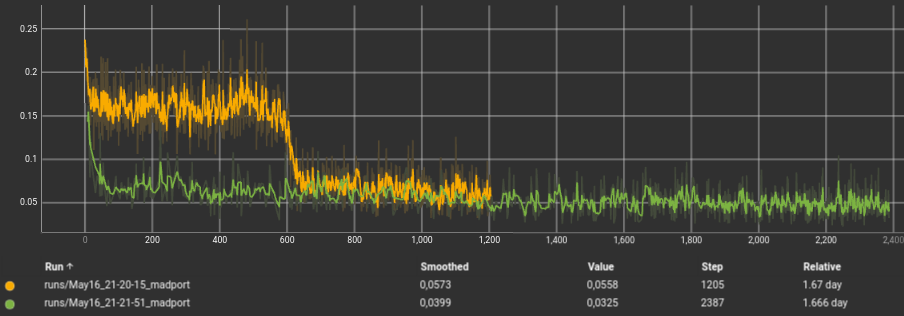 0.25
0.2
0.15
0.1
0.05
0 200 400 600 800 1,000 1,200 1,400 1,600 1,800 2,000 2,200 2,400
Run ↑ Smoothed Value Step Relative
runs/May16_21-20-15_madport 0,0573 0,0558 1205 1.67 day
runs/May16_21-21-51_madport 0,0399 0,0325 2387 1.666 day